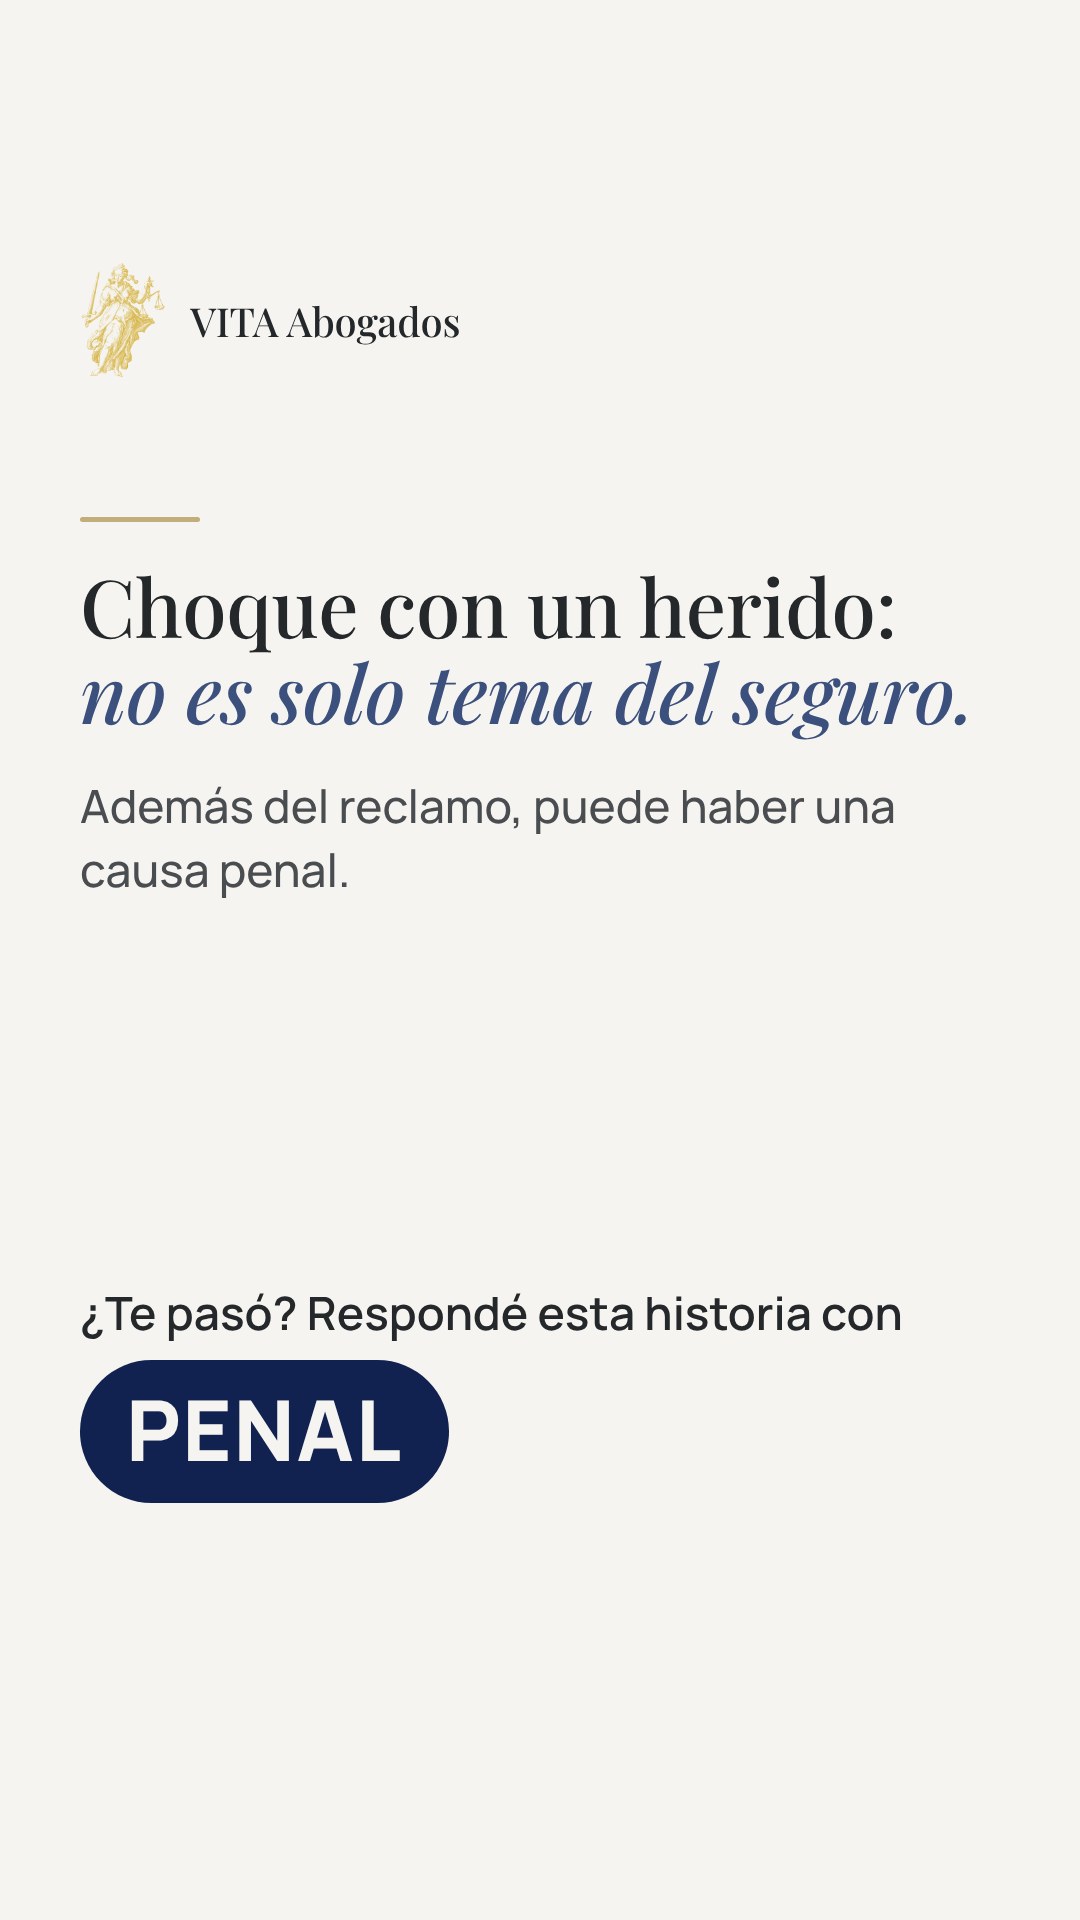 VITA Abogados
Choque con un herido:
no es solo tema del seguro.
Además del reclamo, puede haber una
causa penal.
¿Te pasó? Respondé esta historia con
PENAL